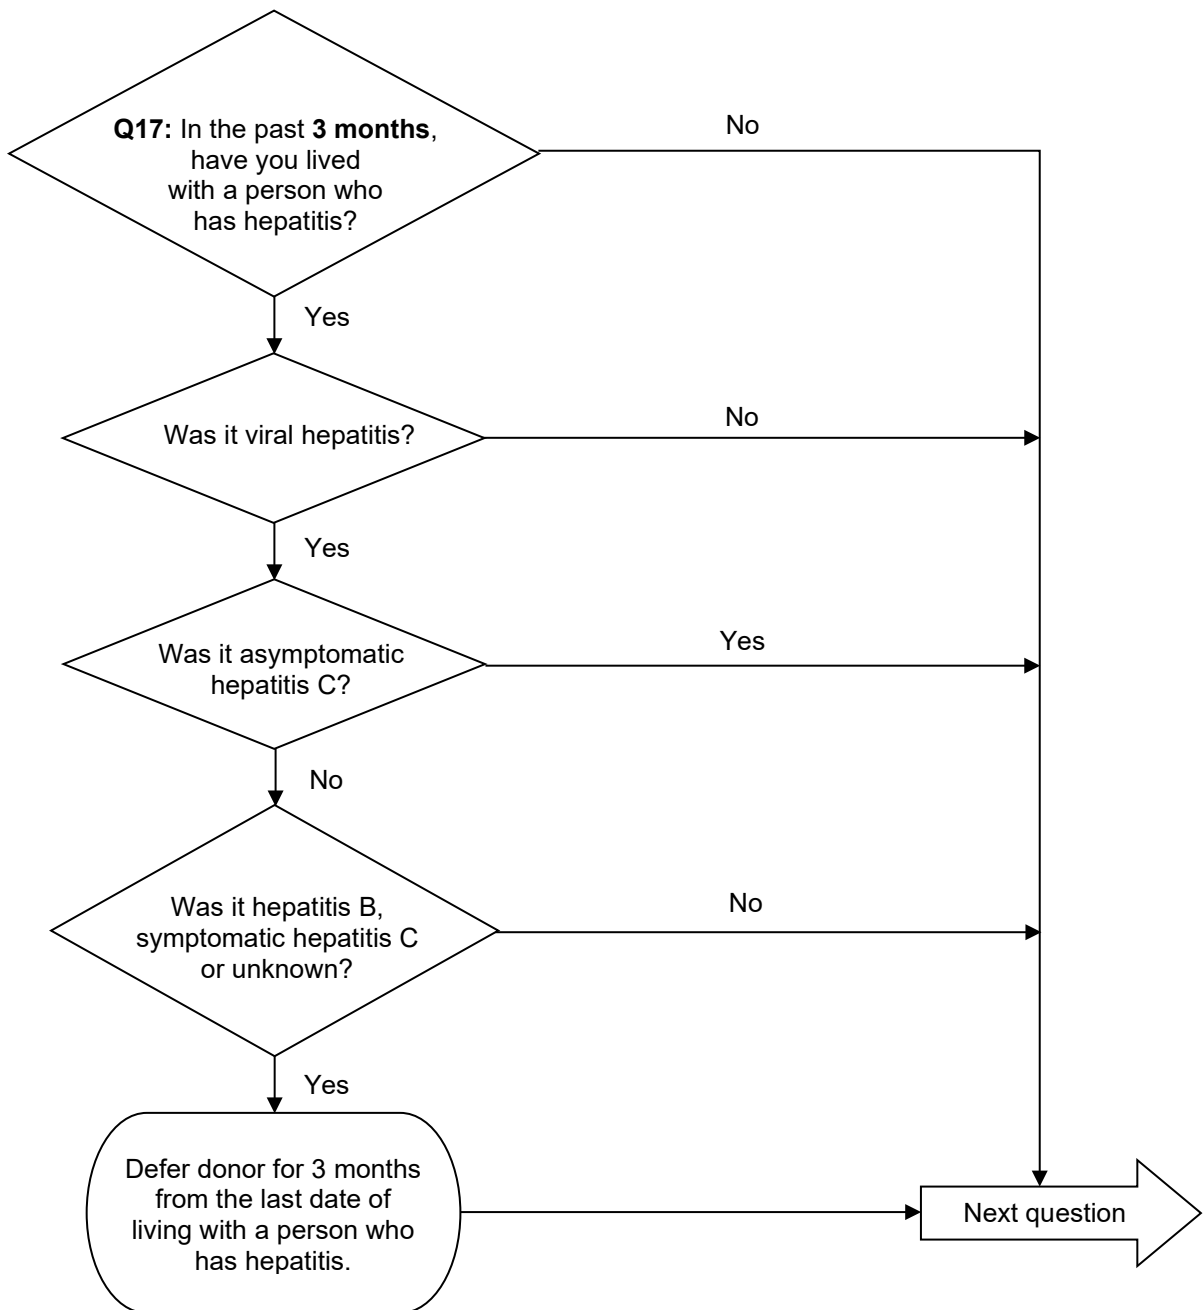 Q17: In the past 3 months,
have you lived
with a person who
has hepatitis?
No
Yes
Was it viral hepatitis?
No
Yes
Was it asymptomatic
hepatitis C?
Yes
No
Was it hepatitis B,
symptomatic hepatitis C
or unknown?
No
Yes
Defer donor for 3 months
from the last date of
living with a person who
has hepatitis.
Next question